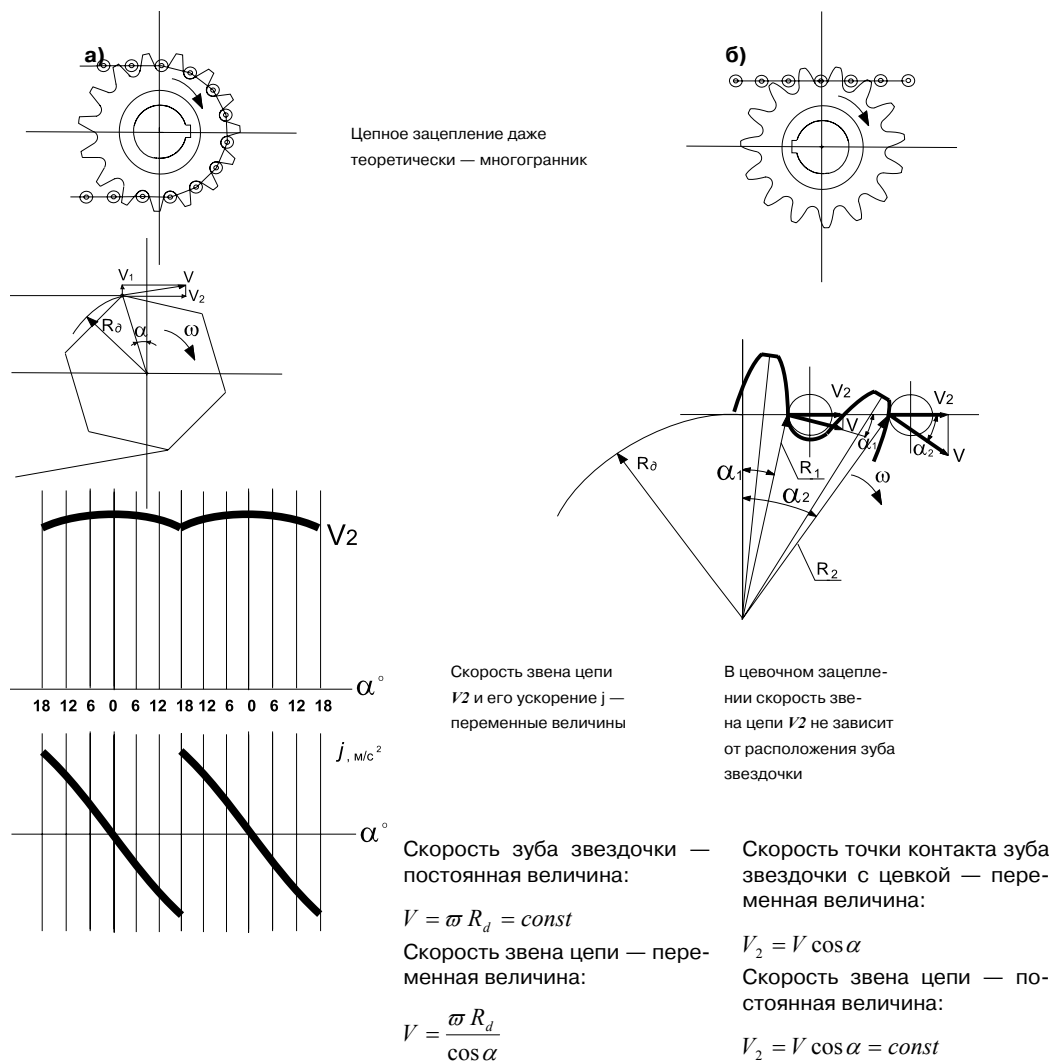 а)
б)
Цепное зацепление даже
теоретически — многогранник
V₁
V
V₂
R∂
α
ω
V2
α°
18 12 6 0 12 6 18 12 6 0 6 12 18
j, м/с²
α°
V2
V
α₁
V2
α₂
V
R∂
α₁
R₁
α₂
ω
R₂
Скорость звена цепи
V2 и его ускорение j —
переменные величины
В цевочном зацепле-
нии скорость зве-
на цепи V2 не зависит
от расположения зуба
звездочки
Скорость зуба звездочки —
постоянная величина:
V = ϖ R_d = const
Скорость звена цепи — пере-
менная величина:
V = ϖ R_d / cos α
Скорость точки контакта зуба
звездочки с цевкой — пере-
менная величина:
V₂ = V cos α
Скорость звена цепи — по-
стоянная величина:
V₂ = V cos α = const